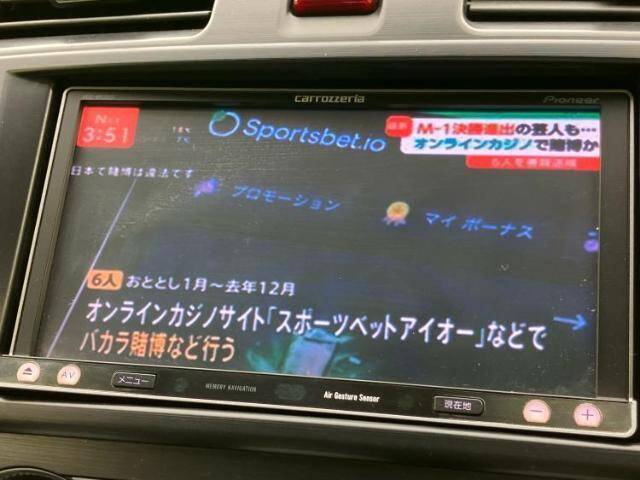 carrozzeria
Pioneer
3:51
Sportsbet.io
M-1決勝進出の芸人も…
オンラインカジノで賭博か
6人を書類送検
日本で賭博は違法です
プロモーション
マイ ボーナス
6人 おととし1月～去年12月
オンラインカジノサイト「スポーツベットアイオー」などで
バカラ賭博など行う
AV
メニュー
MEMORY NAVIGATION
Air Gesture Sensor
現在地